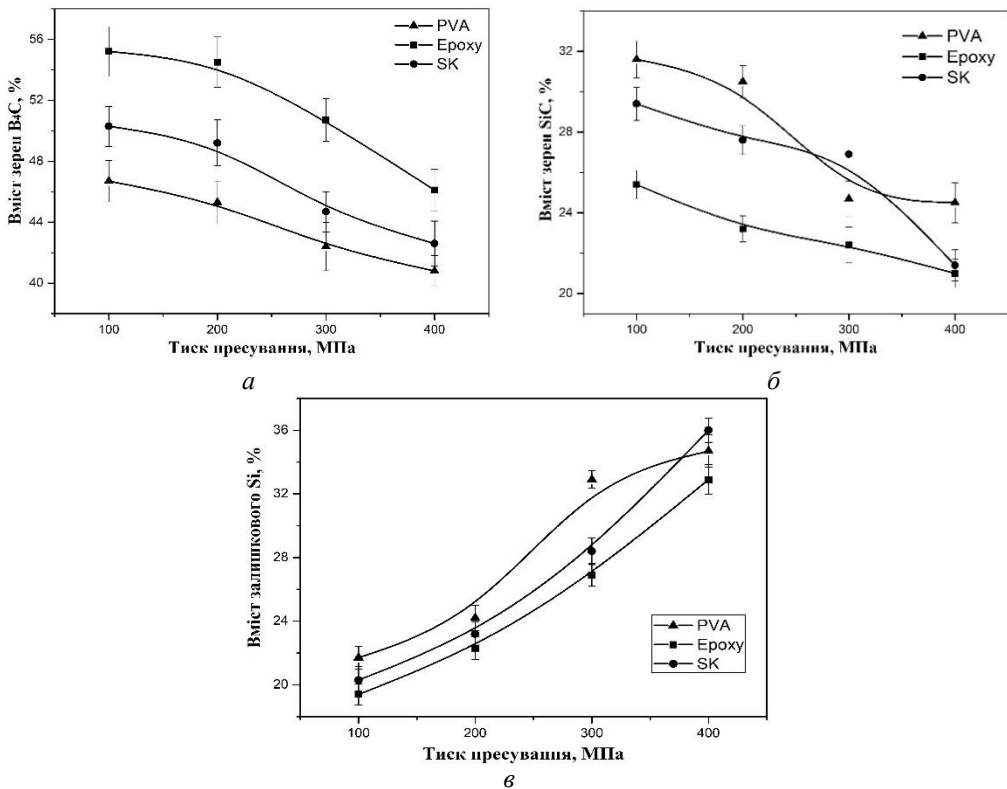 56
52
48
44
40
Вміст зерен B₄C, %
PVA
Epoxy
SK
100 200 300 400
Тиск пресування, МПа
а
32
28
24
20
Вміст зерен SiC, %
PVA
Epoxy
SK
100 200 300 400
Тиск пресування, МПа
б
36
32
28
24
20
Вміст залишкового Si, %
PVA
Epoxy
SK
100 200 300 400
Тиск пресування, МПа
в